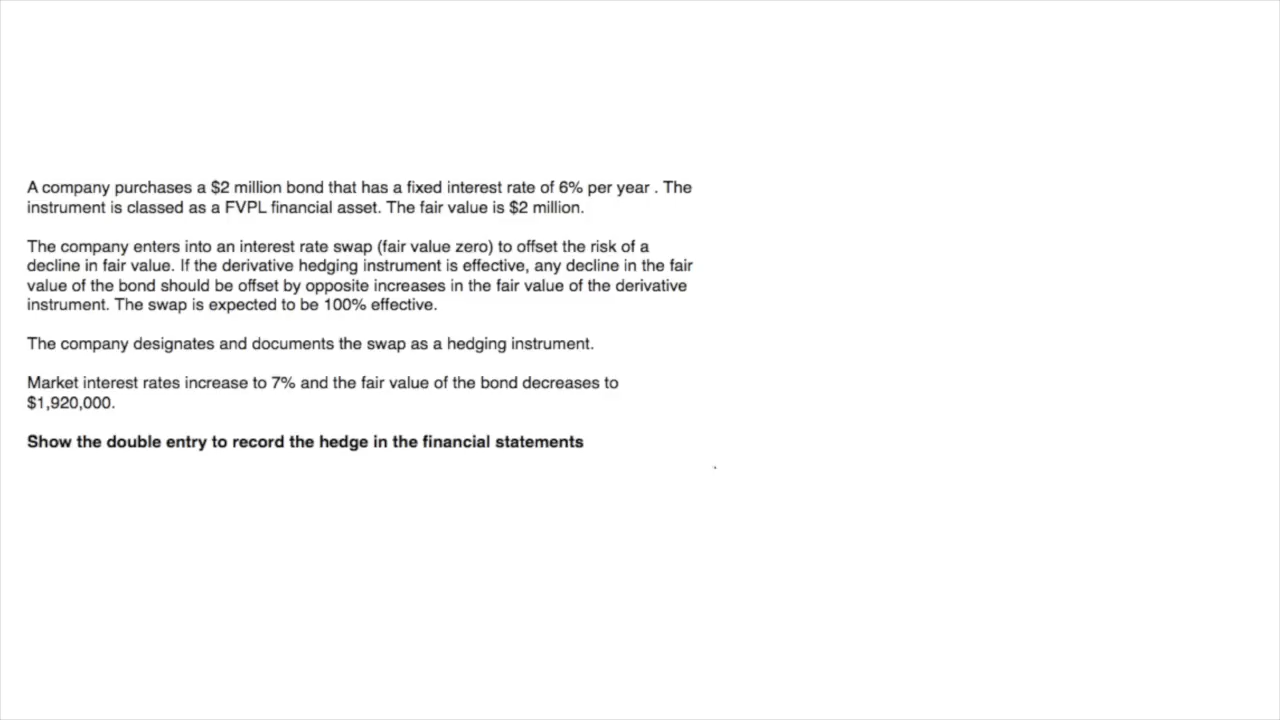 A company purchases a $2 million bond that has a fixed interest rate of 6% per year . The
instrument is classed as a FVPL financial asset. The fair value is $2 million.
The company enters into an interest rate swap (fair value zero) to offset the risk of a
decline in fair value. If the derivative hedging instrument is effective, any decline in the fair
value of the bond should be offset by opposite increases in the fair value of the derivative
instrument. The swap is expected to be 100% effective.
The company designates and documents the swap as a hedging instrument.
Market interest rates increase to 7% and the fair value of the bond decreases to
$1,920,000.
Show the double entry to record the hedge in the financial statements